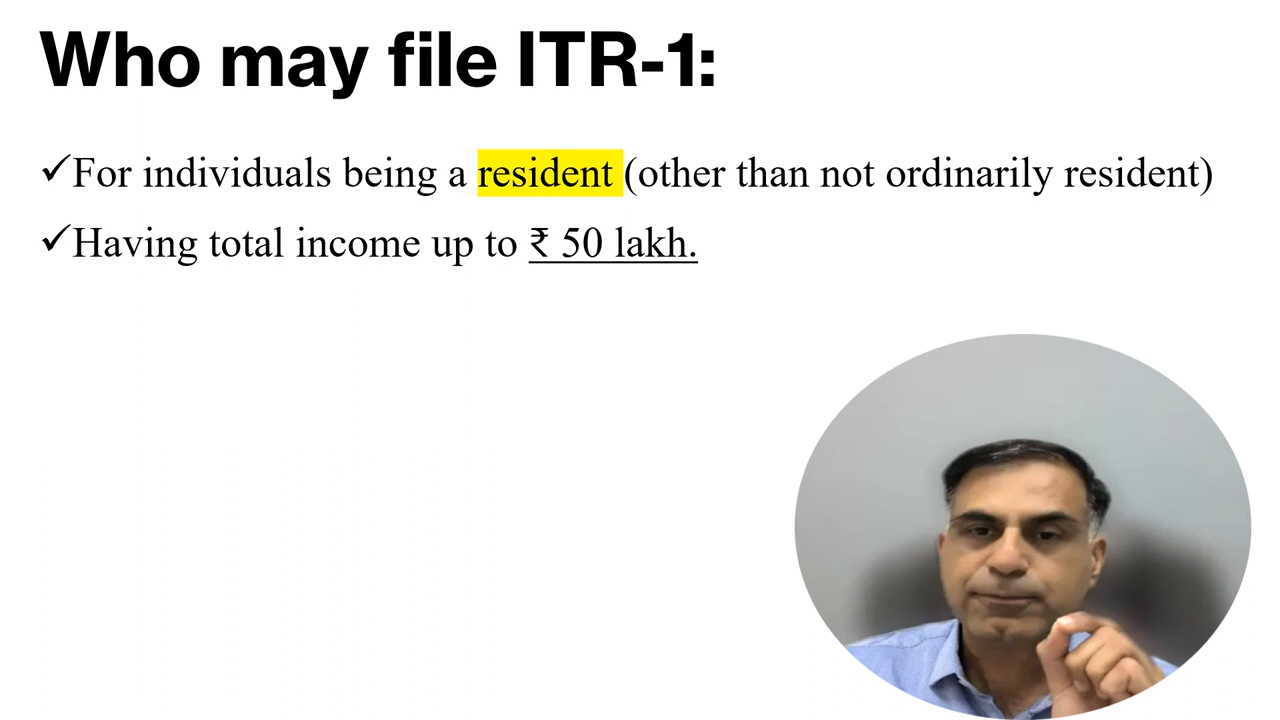 Who may file ITR-1:
✓For individuals being a resident (other than not ordinarily resident)
✓Having total income up to ₹ 50 lakh.